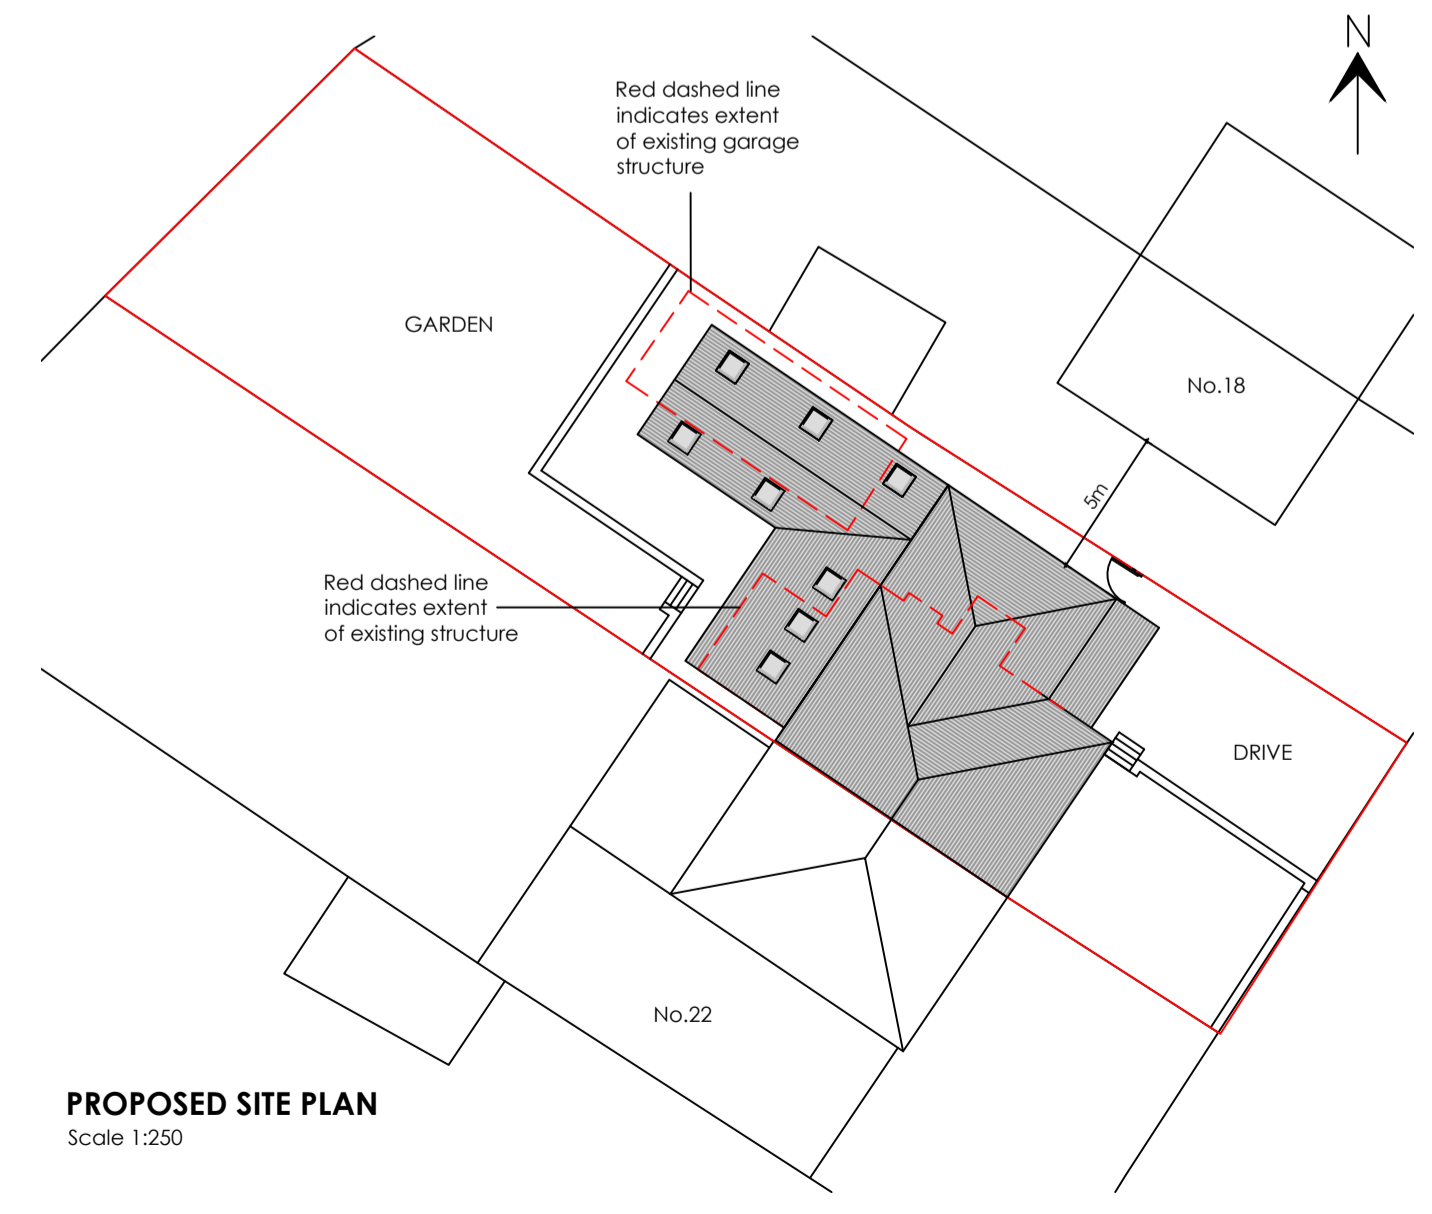 N
Red dashed line
indicates extent
of existing garage
structure
GARDEN
No.18
5m
Red dashed line
indicates extent
of existing structure
DRIVE
No.22
PROPOSED SITE PLAN
Scale 1:250